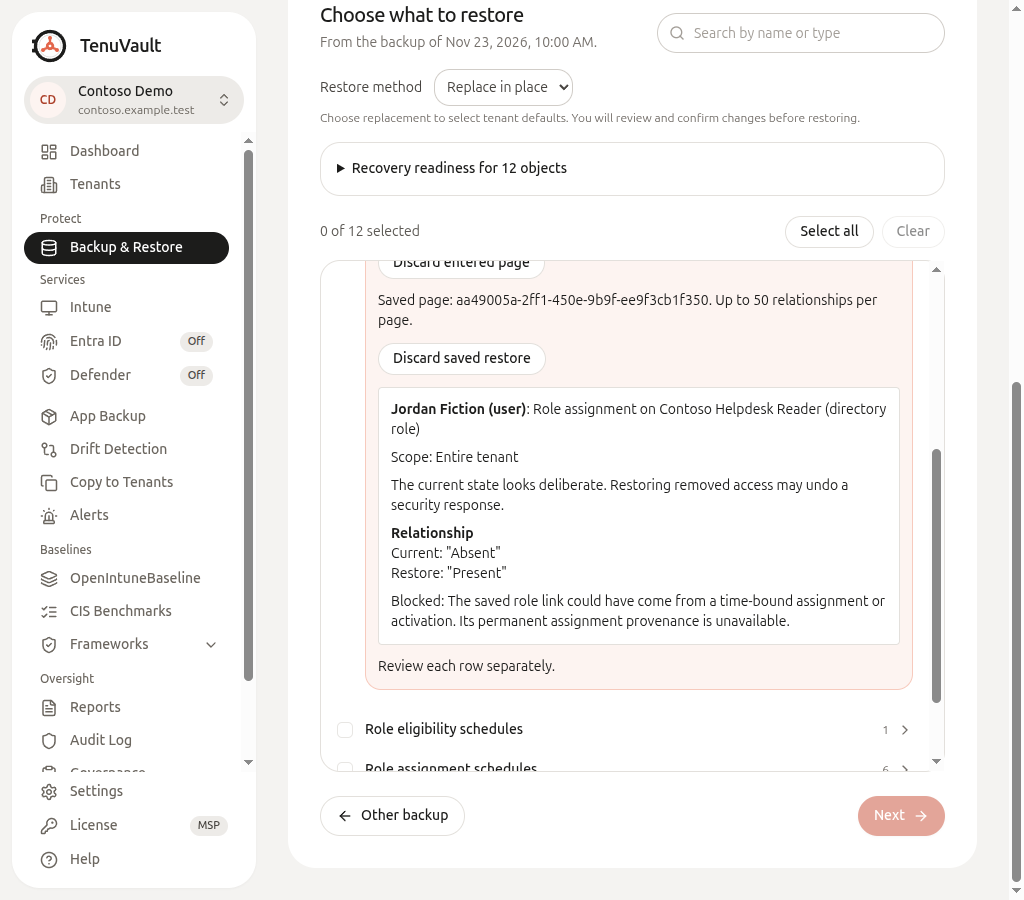 TenuVault
CD
Contoso Demo
contoso.example.test
Dashboard
Tenants
Protect
Backup & Restore
Services
Intune
Entra ID
Off
Defender
Off
App Backup
Drift Detection
Copy to Tenants
Alerts
Baselines
OpenIntuneBaseline
CIS Benchmarks
Frameworks
Oversight
Reports
Audit Log
Governance
Settings
License
MSP
Help
Choose what to restore
From the backup of Nov 23, 2026, 10:00 AM.
Search by name or type
Restore method
Replace in place
Choose replacement to select tenant defaults. You will review and confirm changes before restoring.
Recovery readiness for 12 objects
0 of 12 selected
Select all
Clear
Discard entered page
Saved page: aa49005a-2ff1-450e-9b9f-ee9f3cb1f350. Up to 50 relationships per
page.
Discard saved restore
Jordan Fiction (user): Role assignment on Contoso Helpdesk Reader (directory
role)
Scope: Entire tenant
The current state looks deliberate. Restoring removed access may undo a
security response.
Relationship
Current: "Absent"
Restore: "Present"
Blocked: The saved role link could have come from a time-bound assignment or
activation. Its permanent assignment provenance is unavailable.
Review each row separately.
Role eligibility schedules
1
Role assignment schedules
6
Other backup
Next